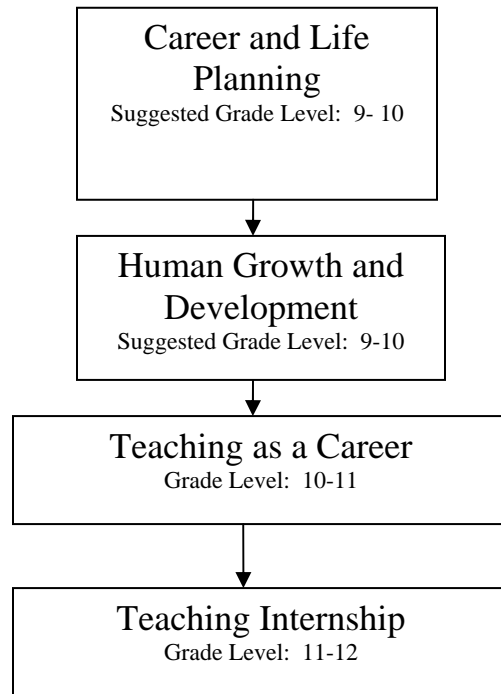 Career and Life
Planning
Suggested Grade Level:  9- 10
Human Growth and
Development
Suggested Grade Level:  9-10
Teaching as a Career
Grade Level:  10-11
Teaching Internship
Grade Level:  11-12